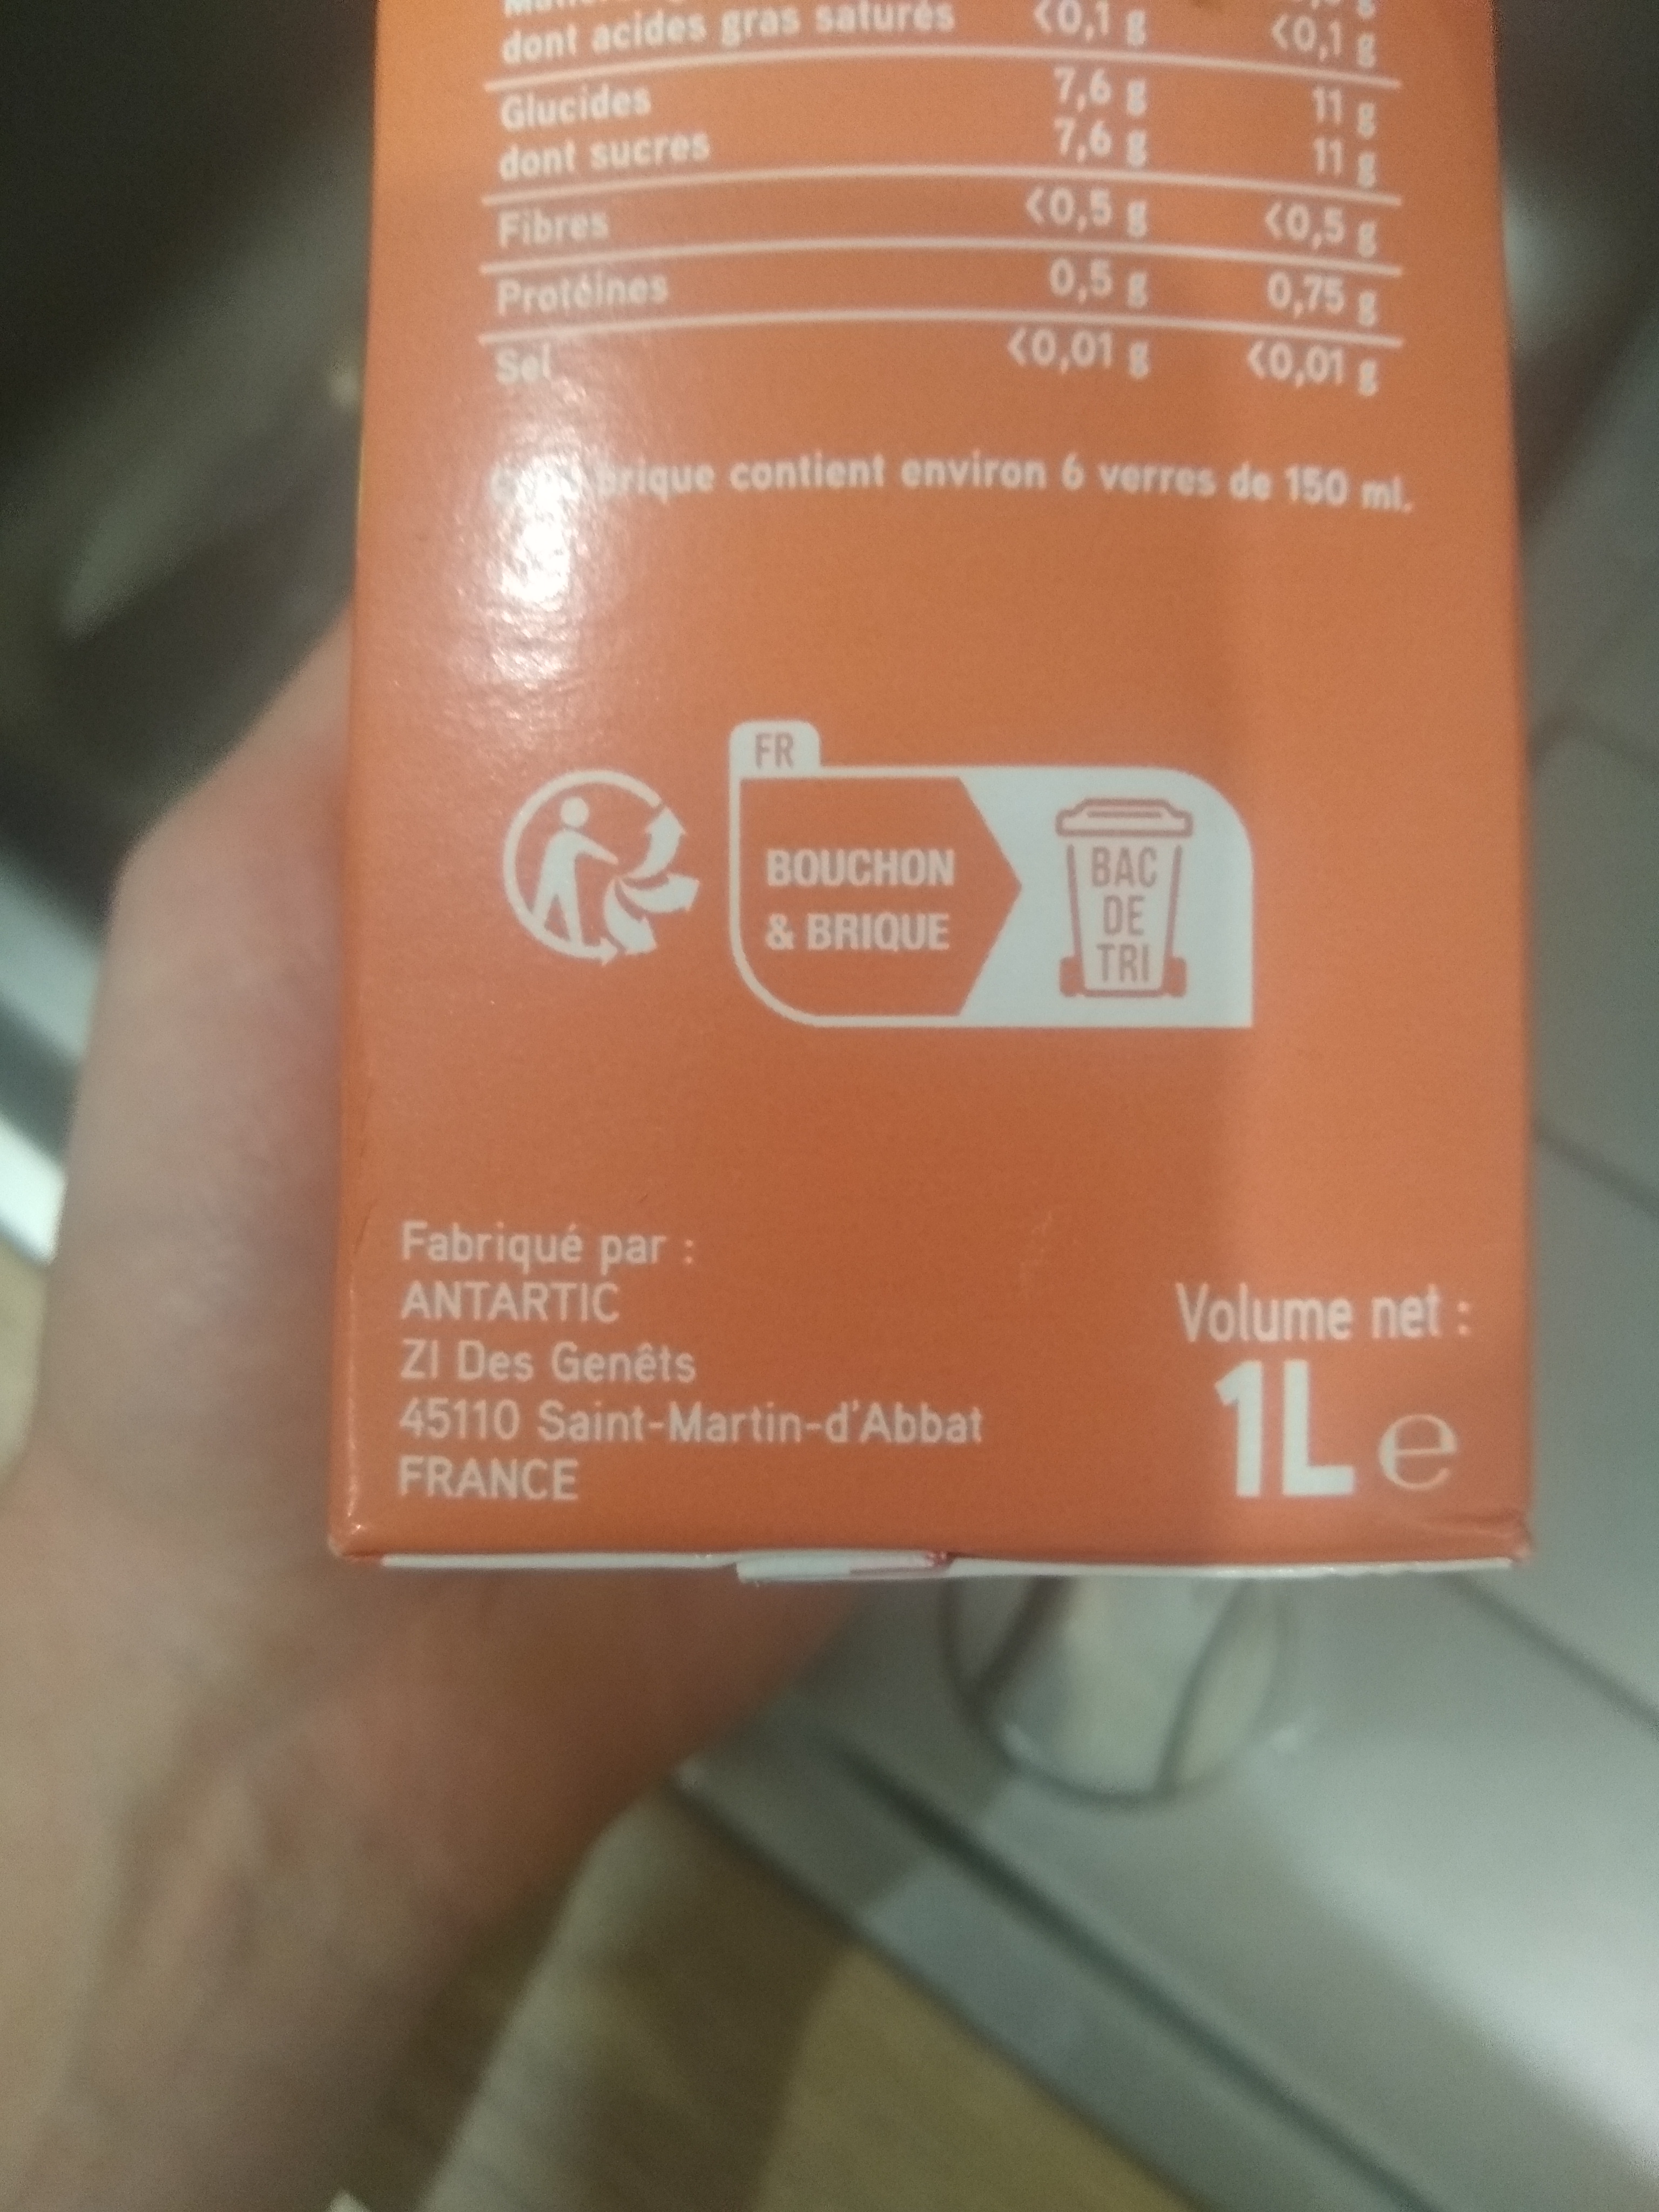 dont acides gras saturés <0,1 g <0,1 g
Glucides 7,6 g 11 g
dont sucres 7,6 g 11 g
Fibres <0,5 g <0,5 g
Protéines 0,5 g 0,75 g
Sel <0,01 g <0,01 g
brique contient environ 6 verres de 150 ml.
FR
BOUCHON
& BRIQUE
BAC
DE
TRI
Fabriqué par :
ANTARTIC
ZI Des Genêts
45110 Saint-Martin-d'Abbat
FRANCE
Volume net :
1L e